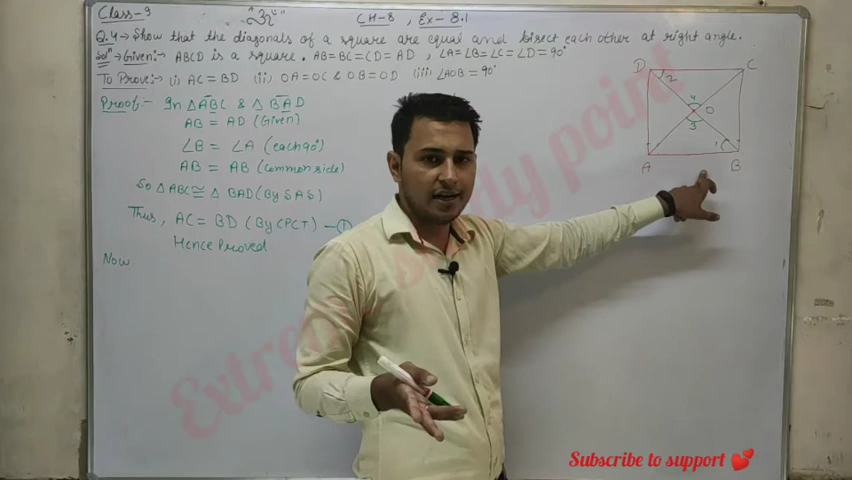 Class-9
CH-8, Ex-8.1
Q.4→ Show that the diagonals of a square are equal and bisect each other at right angle.
Solⁿ→ Given:→ ABCD is a square. AB=BC=CD=AD, ∠A=∠B=∠C=∠D=90°
To Prove:→ (i) AC=BD (ii) OA=OC & OB=OD (iii) ∠AOB=90°
Proof:- In △ABC & △BAD
AB = AD (Given)
∠B = ∠A (each 90°)
AB = AB (Common side)
So △ABC ≅ △BAD (By SAS)
Thus, AC = BD (By CPCT) —①
Hence Proved
Now
D
C
2
4
O
3
1
A
B
Extreme study point
Subscribe to support 💕